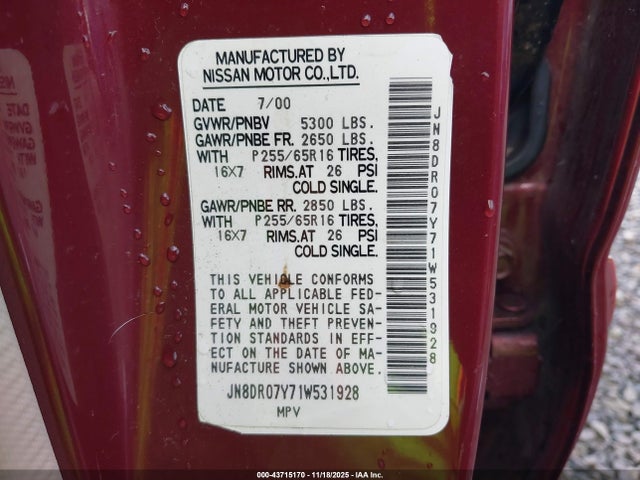 MANUFACTURED BY
NISSAN MOTOR CO.,LTD.
DATE 7/00
GVWR/PNBV 5300 LBS.
GAWR/PNBE FR. 2650 LBS.
WITH P255/65R16 TIRES,
16X7 RIMS.AT 26 PSI
COLD SINGLE.
GAWR/PNBE RR. 2850 LBS.
WITH P255/65R16 TIRES,
16X7 RIMS.AT 26 PSI
COLD SINGLE.
THIS VEHICLE CONFORMS
TO ALL APPLICABLE FED-
ERAL MOTOR VEHICLE SA-
FETY AND THEFT PREVEN-
TION STANDARDS IN EFF-
ECT ON THE DATE OF MA-
NUFACTURE SHOWN ABOVE.
JN8DR07Y71W531928
MPV
JN8DR07Y71W531928
000-43715170 - 11/18/2025 - IAA Inc.